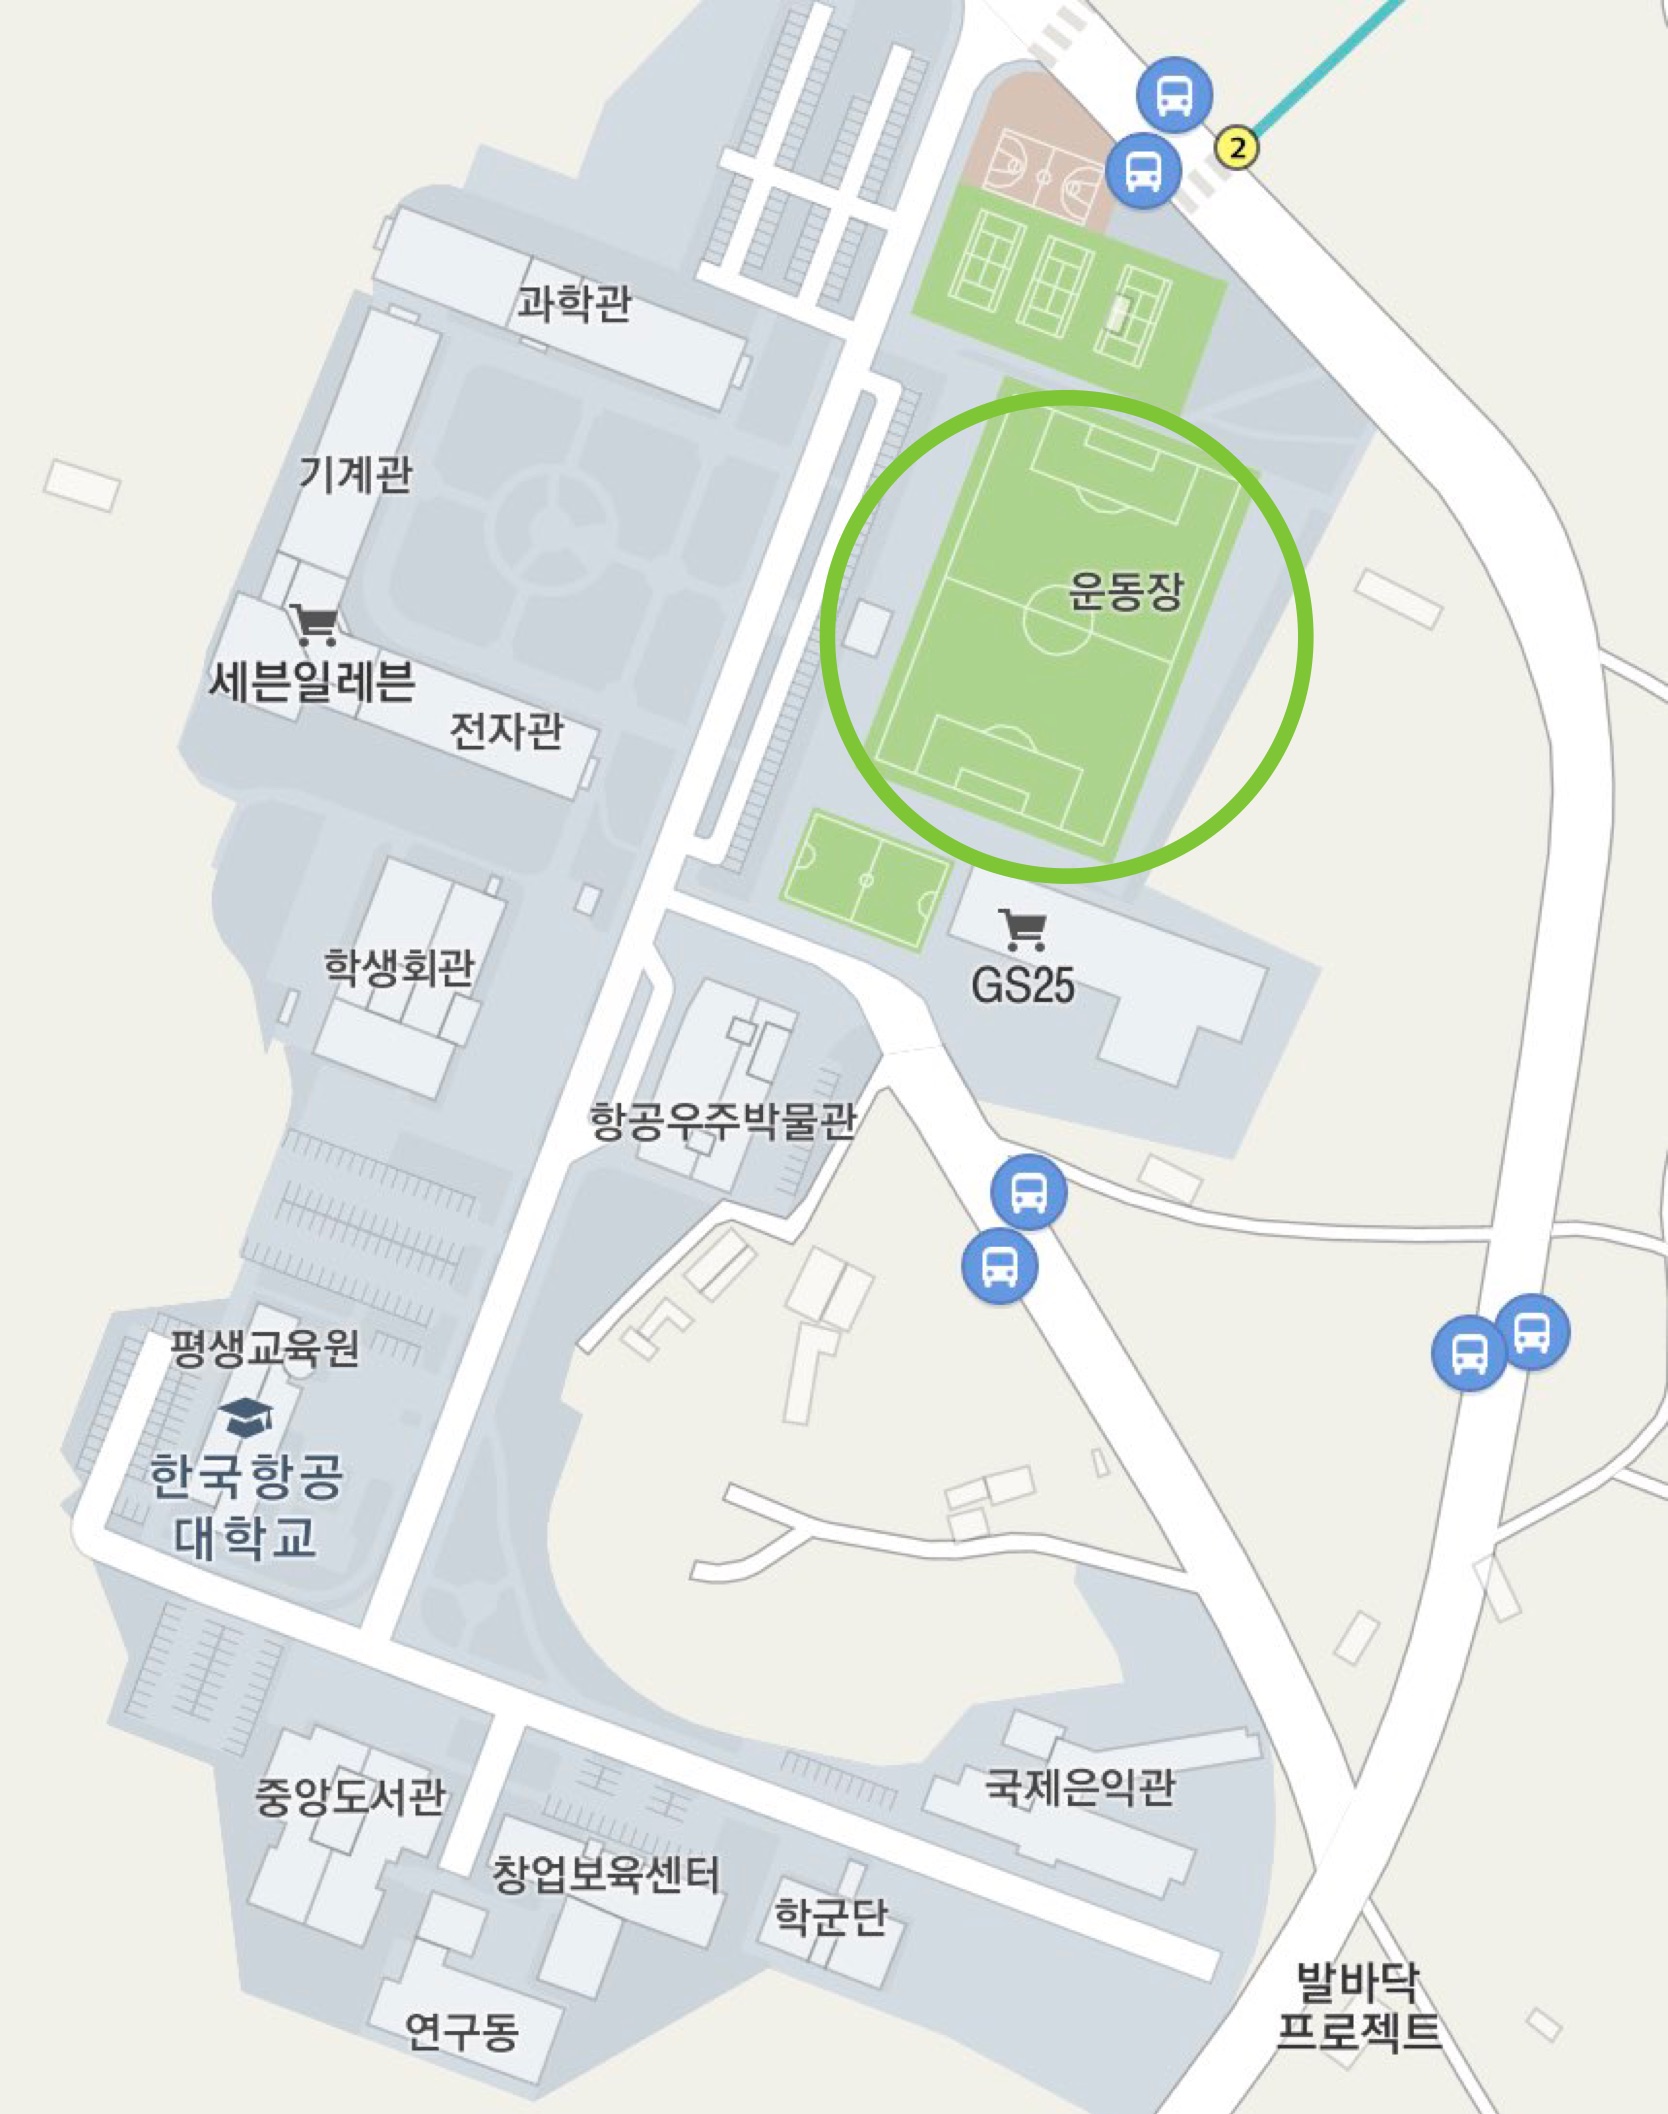 2
과학관
기계관
운동장
세븐일레븐
전자관
학생회관
GS25
항공우주박물관
평생교육원
한국항공
대학교
중앙도서관
국제은익관
창업보육센터
학군단
발바닥
프로젝트
연구동